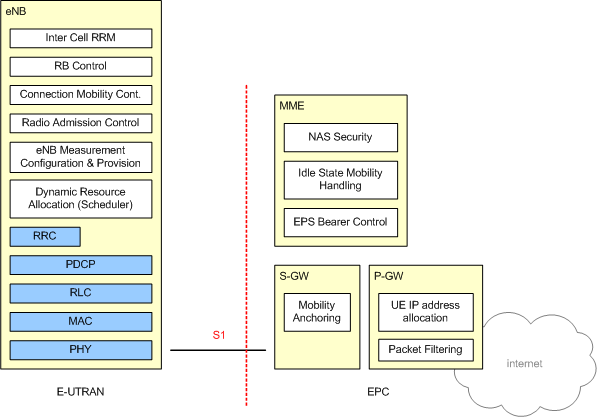 eNB
Inter Cell RRM
RB Control
Connection Mobility Cont.
Radio Admission Control
eNB Measurement
Configuration & Provision
Dynamic Resource
Allocation (Scheduler)
RRC
PDCP
RLC
MAC
PHY
E-UTRAN
S1
MME
NAS Security
Idle State Mobility
Handling
EPS Bearer Control
S-GW
Mobility
Anchoring
P-GW
UE IP address
allocation
Packet Filtering
internet
EPC